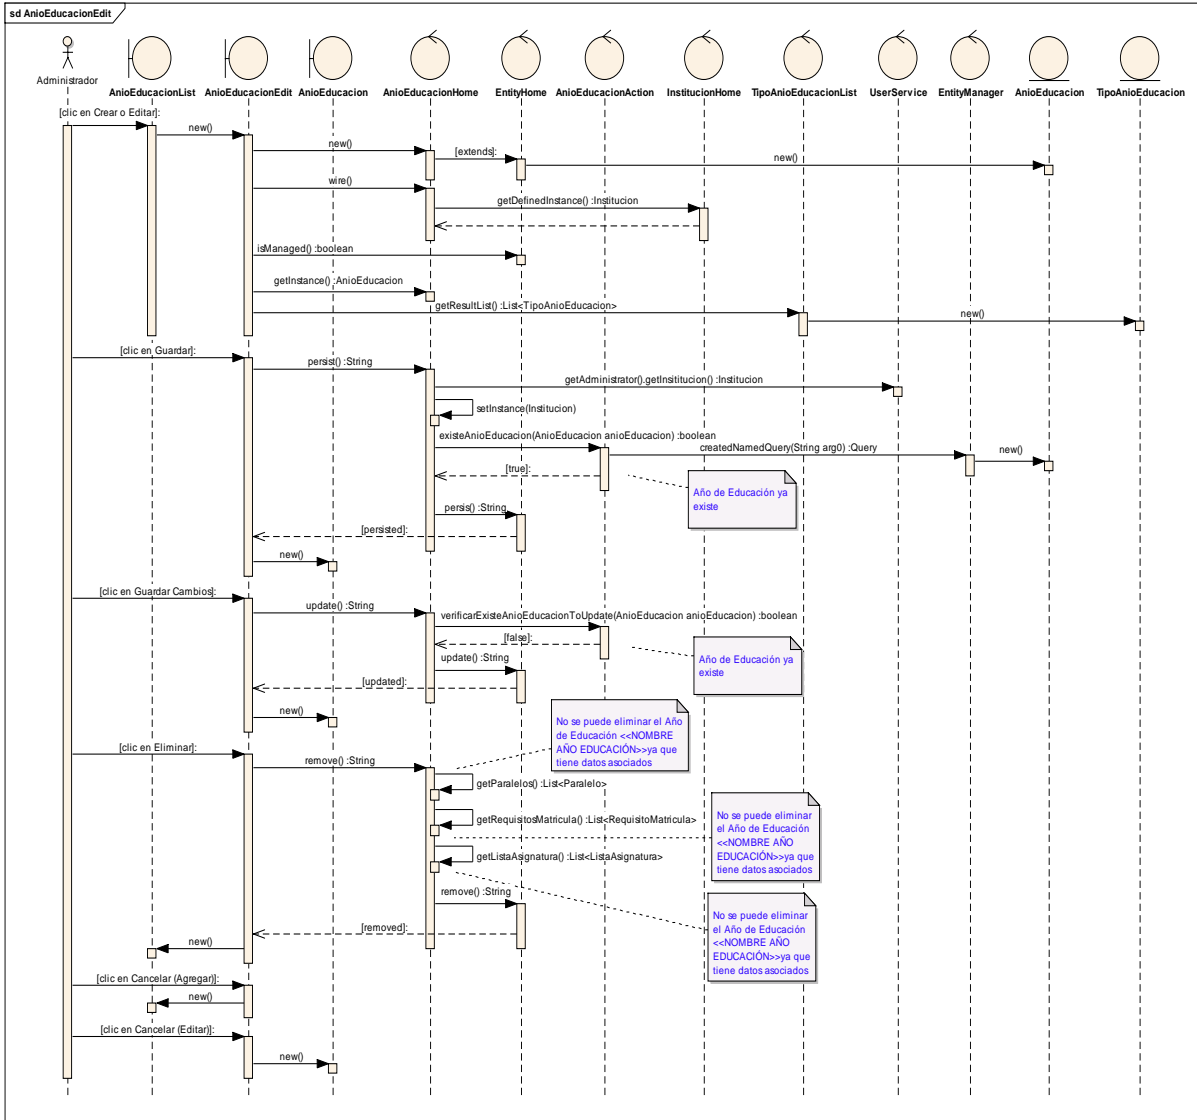 sd AnioEducacionEdit
Administrador
AnioEducacionList
AnioEducacionEdit
AnioEducacion
AnioEducacionHome
EntityHome
AnioEducacionAction
InstitucionHome
TipoAnioEducacionList
UserService
EntityManager
AnioEducacion
TipoAnioEducacion
[clic en Crear o Editar]:
new()
new()
[extends]:
new()
wire()
getDefinedInstance() :Institucion
isManaged() :boolean
getInstance() :AnioEducacion
getResultList() :List<TipoAnioEducacion>
new()
[clic en Guardar]:
persist() :String
getAdministrator().getInsititucion() :Institucion
setInstance(Institucion)
existeAnioEducacion(AnioEducacion anioEducacion) :boolean
createdNamedQuery(String arg0) :Query
new()
[true]:
Año de Educación ya
existe
persis() :String
[persisted]:
new()
[clic en Guardar Cambios]:
update() :String
verificarExisteAnioEducacionToUpdate(AnioEducacion anioEducacion) :boolean
[false]:
Año de Educación ya
existe
update() :String
[updated]:
new()
No se puede eliminar el Año
de Educación <<NOMBRE
AÑO EDUCACIÓN>>ya que
tiene datos asociados
[clic en Eliminar]:
remove() :String
getParalelos() :List<Paralelo>
getRequisitosMatricula() :List<RequisitoMatricula>
No se puede eliminar
el Año de Educación
<<NOMBRE AÑO
EDUCACIÓN>>ya que
tiene datos asociados
getListaAsignatura() :List<ListaAsignatura>
remove() :String
No se puede eliminar
el Año de Educación
<<NOMBRE AÑO
EDUCACIÓN>>ya que
tiene datos asociados
[removed]:
new()
[clic en Cancelar (Agregar)]:
new()
[clic en Cancelar (Editar)]:
new()